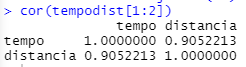 > cor(tempodist[1:2])
              tempo distancia
tempo     1.0000000 0.9052213
distancia 0.9052213 1.0000000